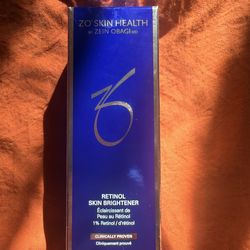 ZO® SKIN HEALTH
BY ZEIN OBAGI MD
RETINOL
SKIN BRIGHTENER
Éclaircissant de
Peau au Rétinol
1% Retinol / d'rétinol
CLINICALLY PROVEN
Cliniquement prouvé